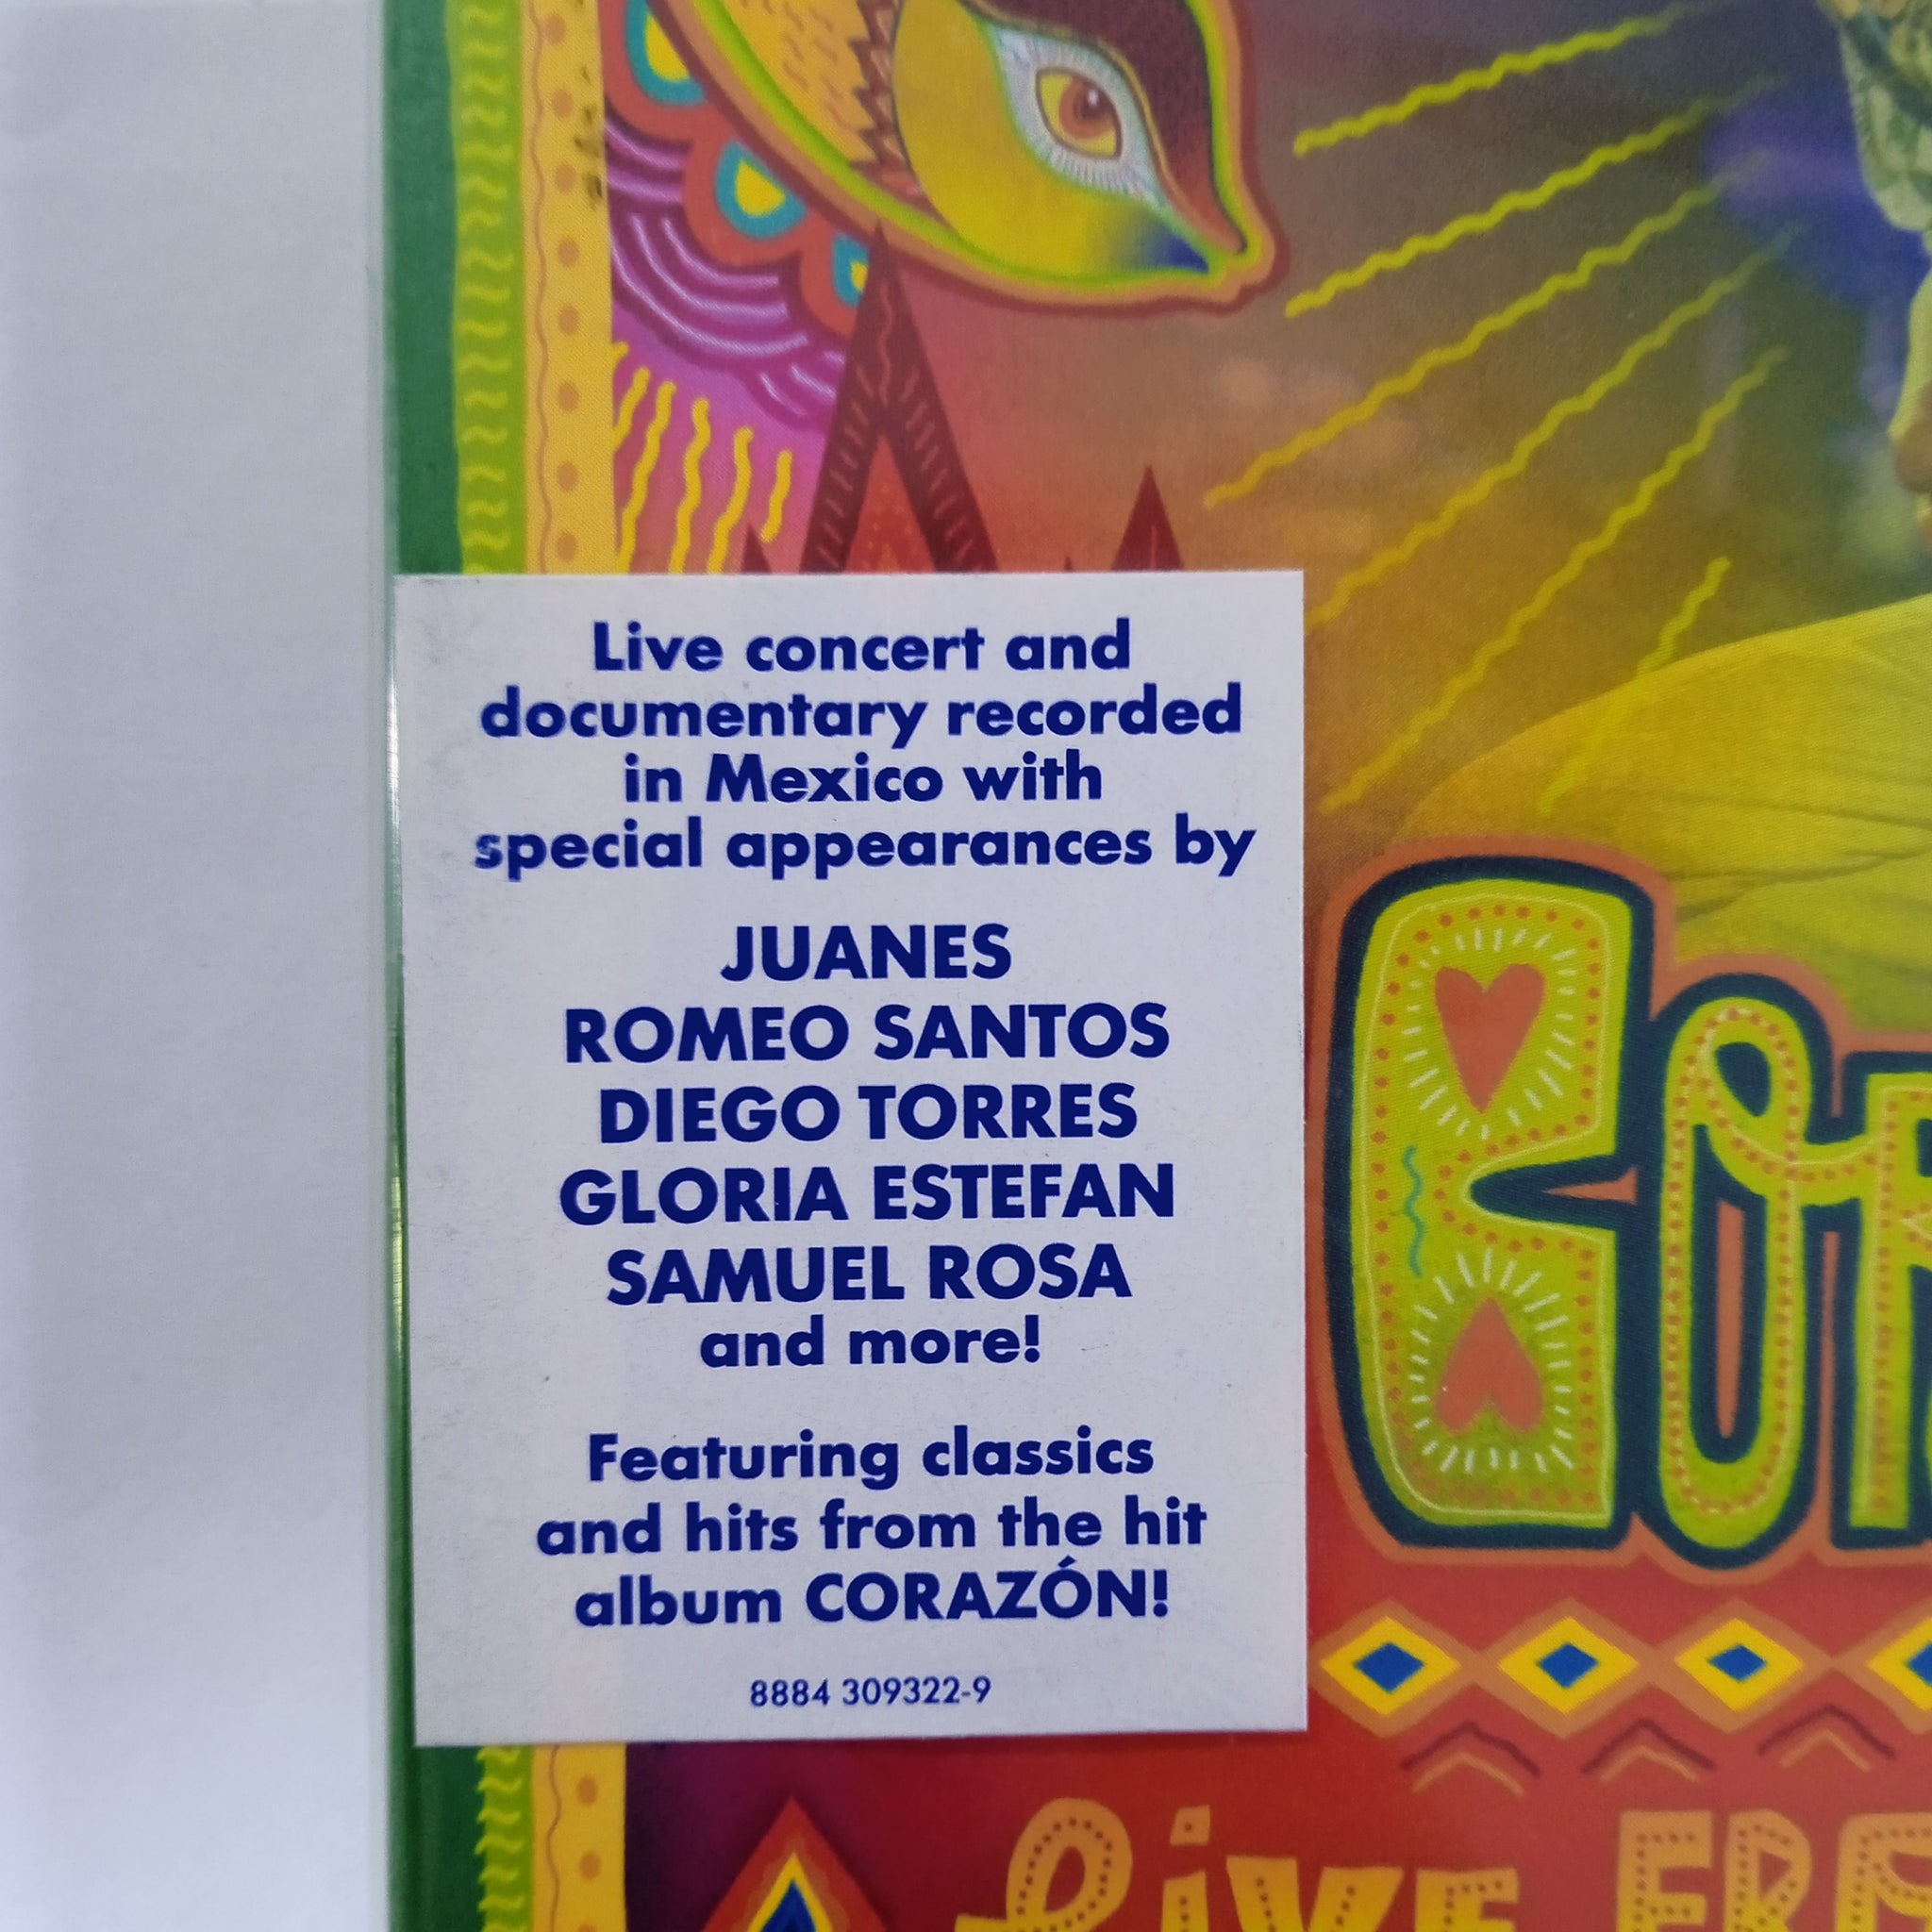 Live concert and
documentary recorded
in Mexico with
special appearances by
JUANES
ROMEO SANTOS
DIEGO TORRES
GLORIA ESTEFAN
SAMUEL ROSA
and more!
Featuring classics
and hits from the hit
album CORAZÓN!
8884 309322-9
LiVE